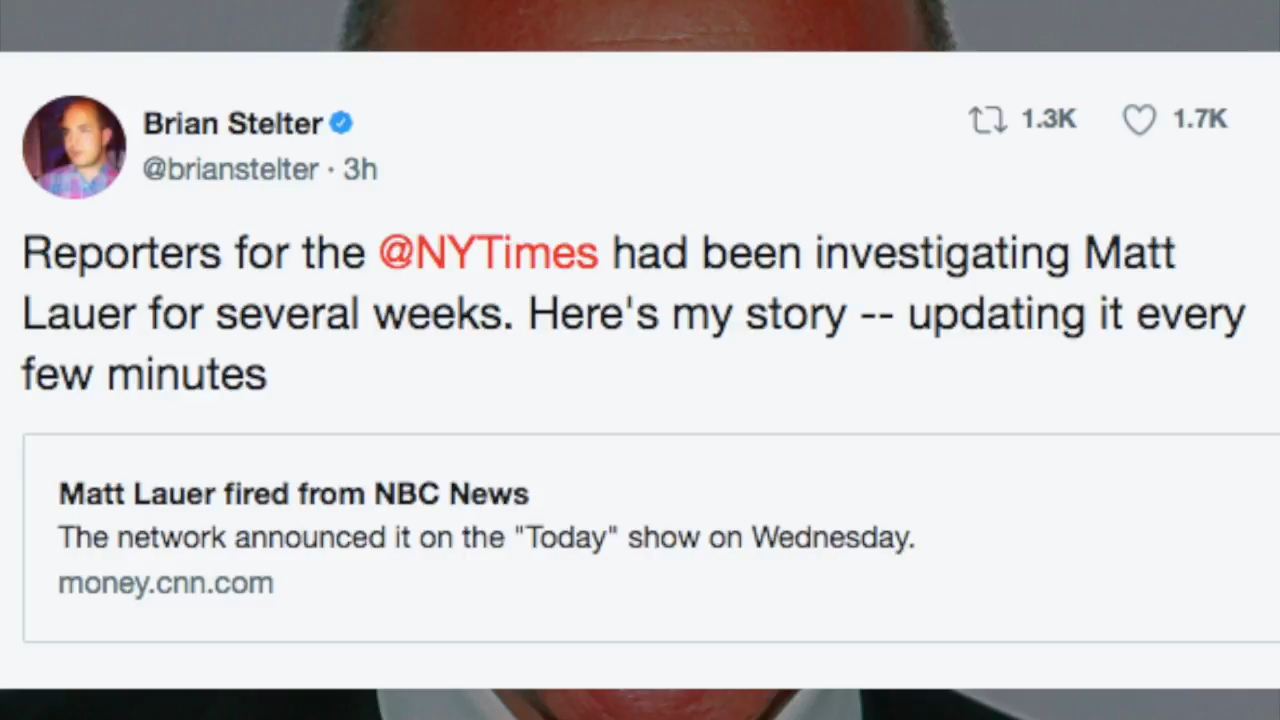 Brian Stelter
1.3K
1.7K
@brianstelter · 3h
Reporters for the @NYTimes had been investigating Matt
Lauer for several weeks. Here's my story -- updating it every
few minutes
Matt Lauer fired from NBC News
The network announced it on the "Today" show on Wednesday.
money.cnn.com